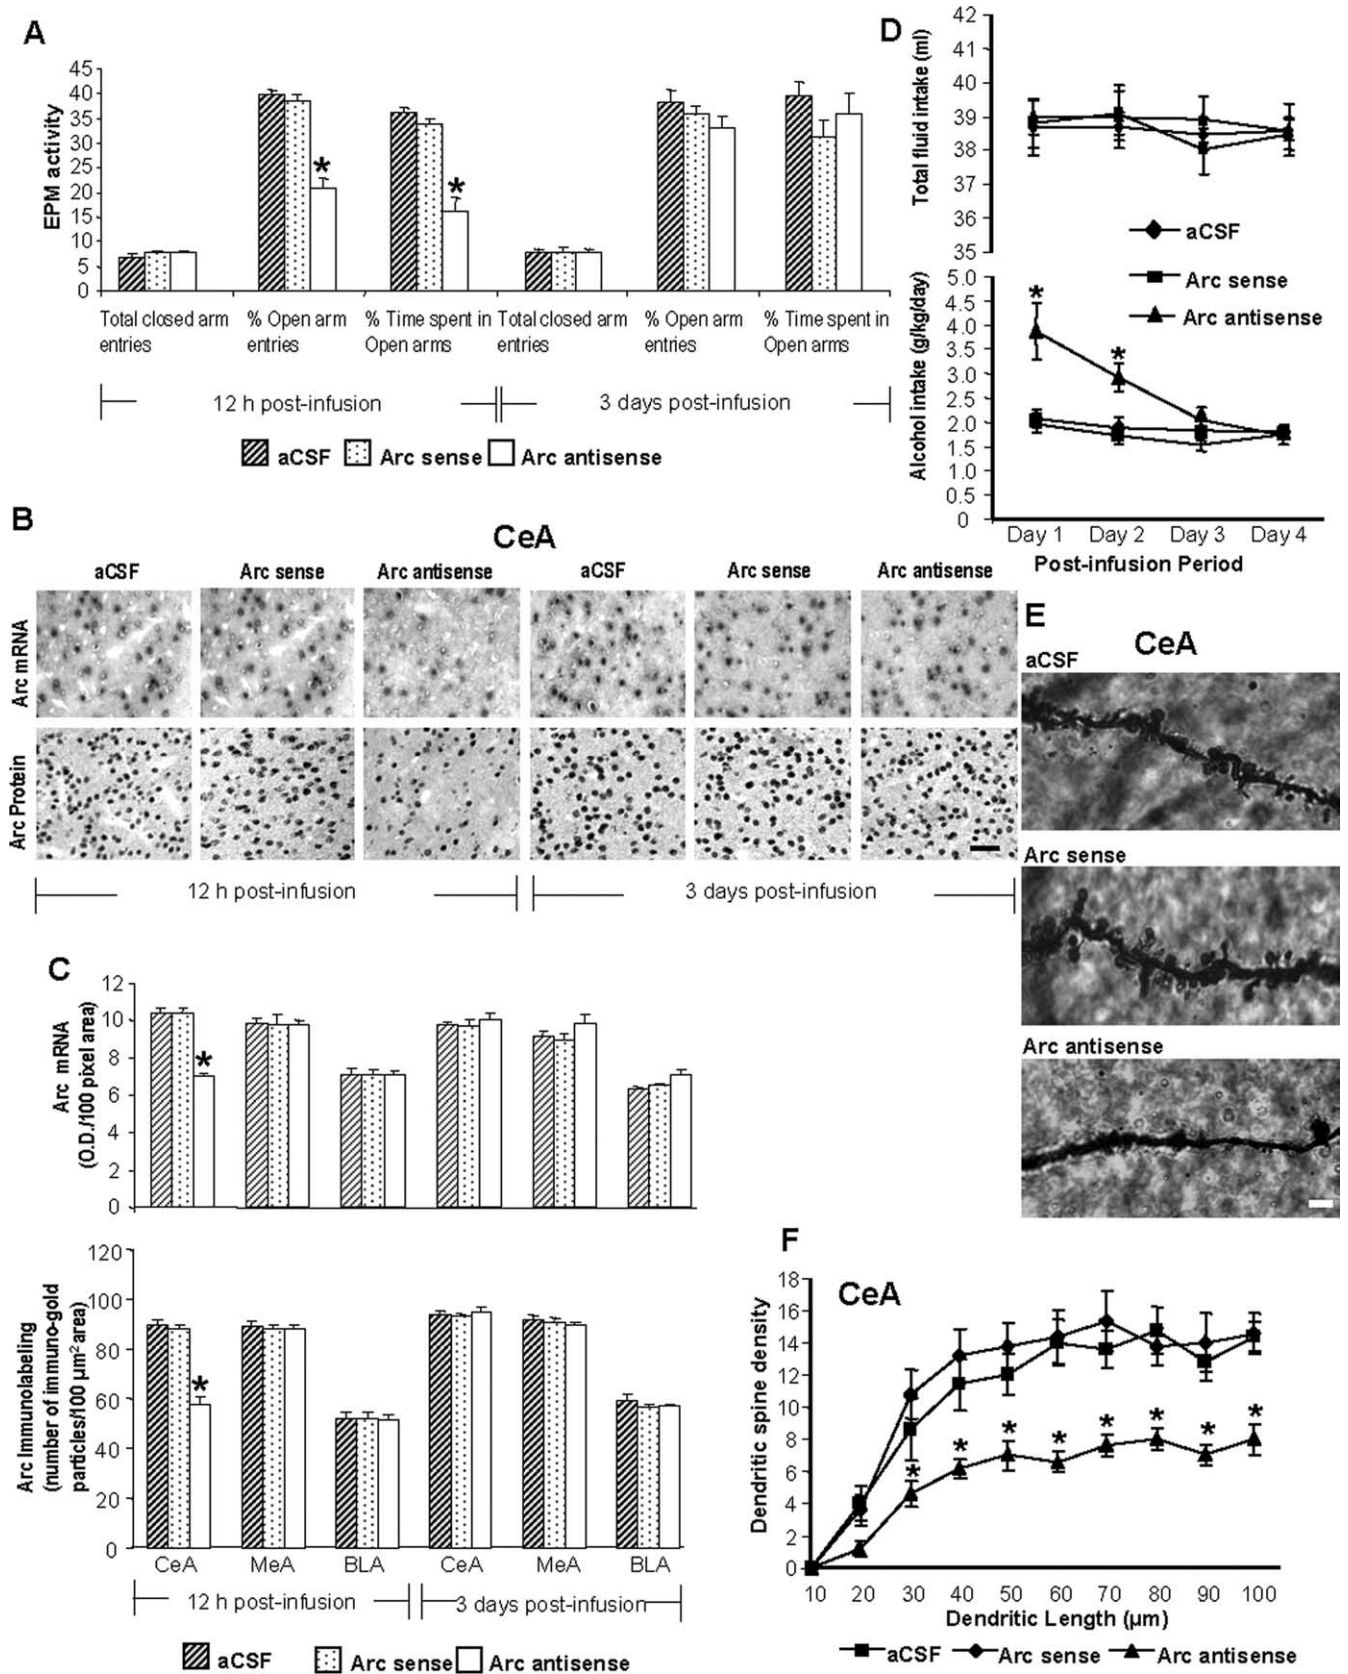 A
EPM activity
45
40
35
30
25
20
15
10
5
0
*
*
Total closed arm entries
% Open arm entries
% Time spent in Open arms
Total closed arm entries
% Open arm entries
% Time spent in Open arms
12 h post-infusion
3 days post-infusion
aCSF
Arc sense
Arc antisense
D
Total fluid intake (ml)
42
41
40
39
38
37
36
35
aCSF
Arc sense
Arc antisense
Alcohol intake (g/kg/day)
5.0
4.5
4.0
3.5
3.0
2.5
2.0
1.5
1.0
0.5
0
*
*
Day 1
Day 2
Day 3
Day 4
Post-infusion Period
B
CeA
aCSF
Arc sense
Arc antisense
aCSF
Arc sense
Arc antisense
Arc mRNA
Arc Protein
12 h post-infusion
3 days post-infusion
E
CeA
aCSF
Arc sense
Arc antisense
C
Arc mRNA
(O.D./100 pixel area)
12
10
8
6
4
2
0
*
Arc Immunolabeling
(number of immuno-gold
particles/100 µm² area)
120
100
80
60
40
20
0
*
CeA
MeA
BLA
CeA
MeA
BLA
12 h post-infusion
3 days post-infusion
aCSF
Arc sense
Arc antisense
F
CeA
Dendritic spine density
18
16
14
12
10
8
6
4
2
0
*
*
*
*
*
*
*
*
10
20
30
40
50
60
70
80
90
100
Dendritic Length (µm)
aCSF
Arc sense
Arc antisense